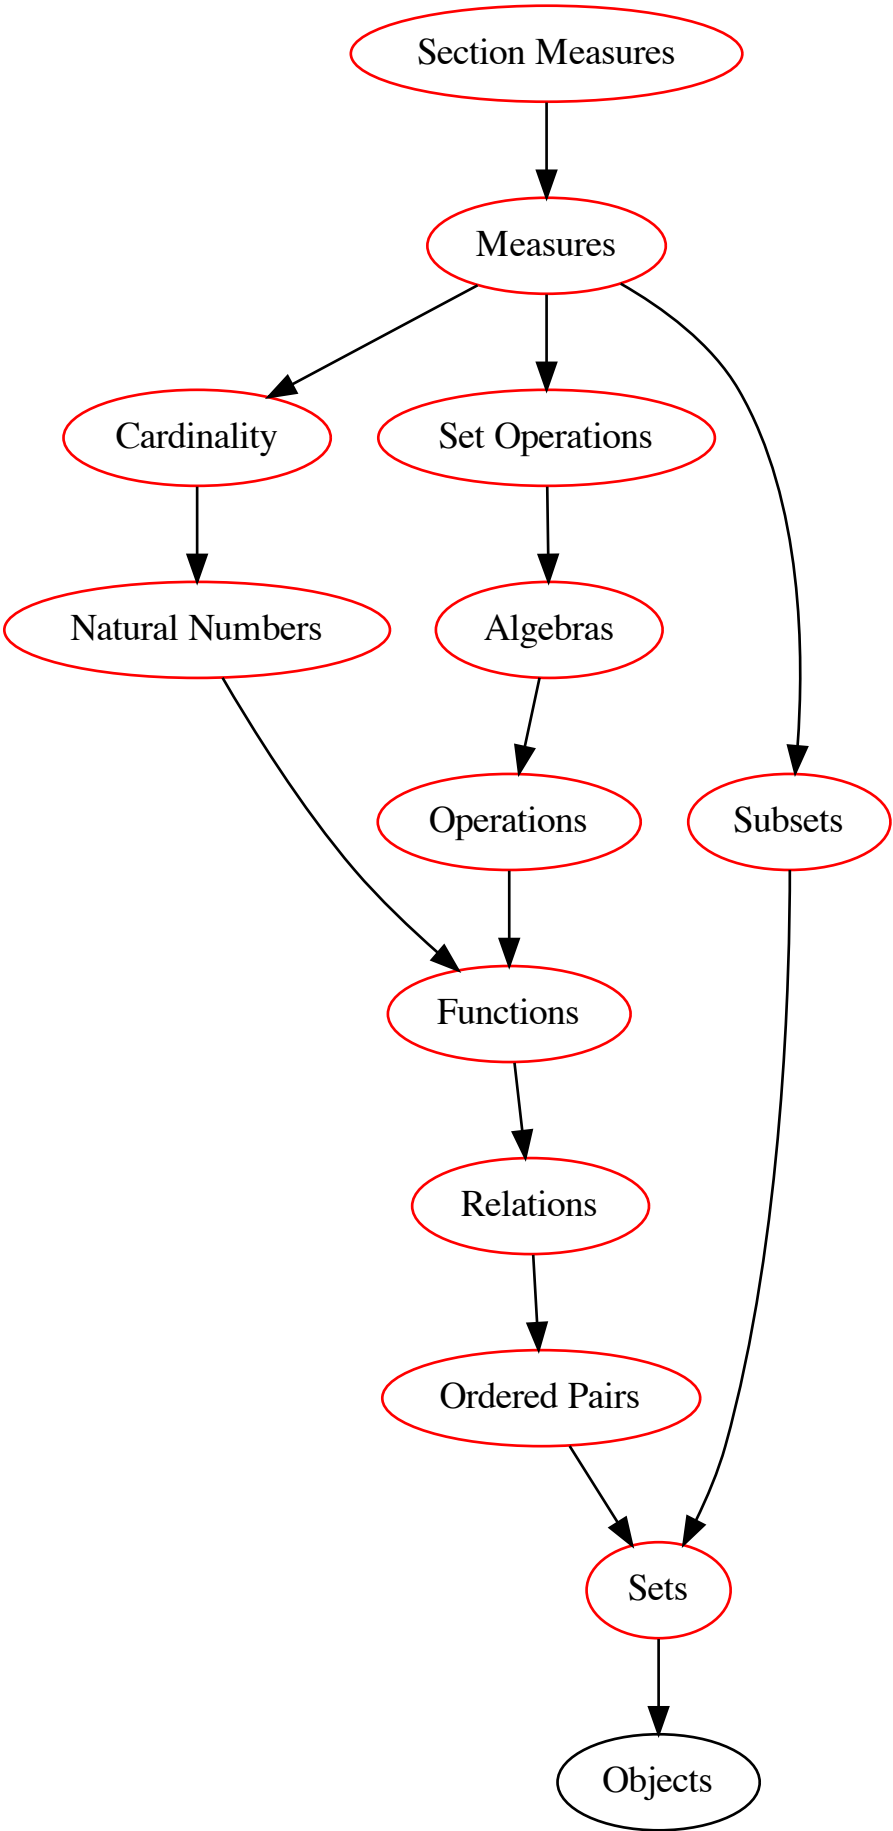 Section Measures
Measures
Cardinality
Set Operations
Natural Numbers
Algebras
Operations
Subsets
Functions
Relations
Ordered Pairs
Sets
Objects